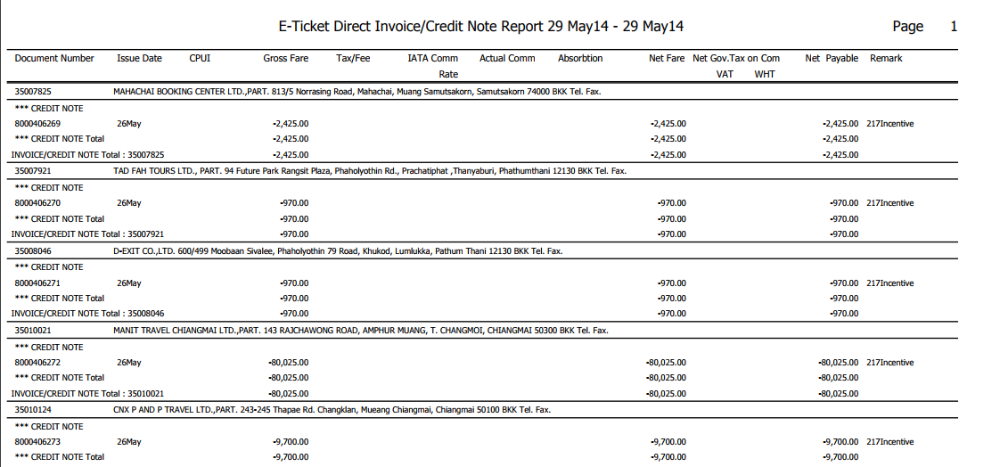 E-Ticket Direct Invoice/Credit Note Report 29 May14 - 29 May14 Page 1
Document Number Issue Date CPUI Gross Fare Tax/Fee IATA Comm Actual Comm Absorbtion Net Fare Net Gov.Tax on Com Net Payable Remark
Rate VAT WHT
35007825 MAHACHAI BOOKING CENTER LTD.,PART. 813/5 Norrasing Road, Mahachai, Muang Samutsakorn, Samutsakorn 74000 BKK Tel. Fax.
*** CREDIT NOTE
8000406269 26May -2,425.00 -2,425.00 -2,425.00 217Incentive
*** CREDIT NOTE Total -2,425.00 -2,425.00 -2,425.00
INVOICE/CREDIT NOTE Total : 35007825 -2,425.00 -2,425.00 -2,425.00
35007921 TAD FAH TOURS LTD., PART. 94 Future Park Rangsit Plaza, Phaholyothin Rd., Prachatiphat ,Thanyaburi, Phathumthani 12130 BKK Tel. Fax.
*** CREDIT NOTE
8000406270 26May -970.00 -970.00 -970.00 217Incentive
*** CREDIT NOTE Total -970.00 -970.00 -970.00
INVOICE/CREDIT NOTE Total : 35007921 -970.00 -970.00 -970.00
35008046 D-EXIT CO.,LTD. 600/499 Moobaan Sivalee, Phaholyothin 79 Road, Khukod, Lumlukka, Pathum Thani 12130 BKK Tel. Fax.
*** CREDIT NOTE
8000406271 26May -970.00 -970.00 -970.00 217Incentive
*** CREDIT NOTE Total -970.00 -970.00 -970.00
INVOICE/CREDIT NOTE Total : 35008046 -970.00 -970.00 -970.00
35010021 MANIT TRAVEL CHIANGMAI LTD.,PART. 143 RAJCHAWONG ROAD, AMPHUR MUANG, T. CHANGMOI, CHIANGMAI 50300 BKK Tel. Fax.
*** CREDIT NOTE
8000406272 26May -80,025.00 -80,025.00 -80,025.00 217Incentive
*** CREDIT NOTE Total -80,025.00 -80,025.00 -80,025.00
INVOICE/CREDIT NOTE Total : 35010021 -80,025.00 -80,025.00 -80,025.00
35010124 CNX P AND P TRAVEL LTD.,PART. 243-245 Thapae Rd. Changklan, Mueang Chiangmai, Chiangmai 50100 BKK Tel. Fax.
*** CREDIT NOTE
8000406273 26May -9,700.00 -9,700.00 -9,700.00 217Incentive
*** CREDIT NOTE Total -9,700.00 -9,700.00 -9,700.00